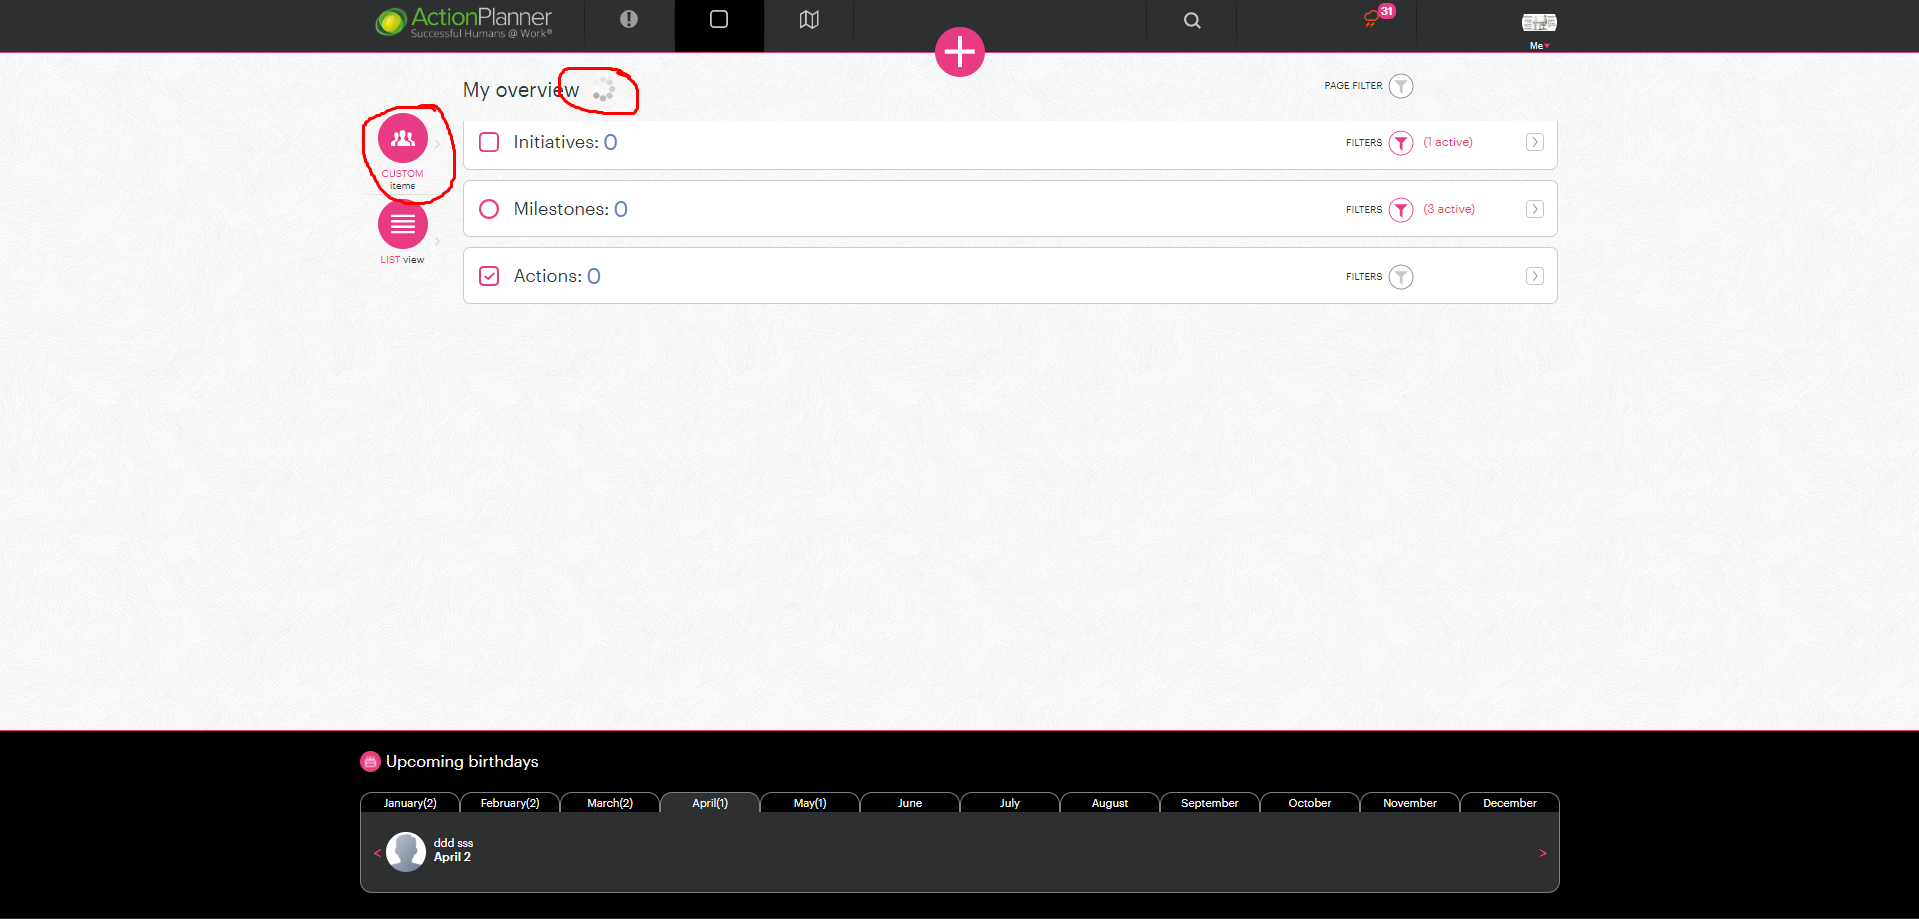 ActionPlanner
Successful Humans @ Work®
31
Me
My overview
PAGE FILTER
CUSTOM
items
LIST view
Initiatives: 0
FILTERS
(1 active)
Milestones: 0
FILTERS
(3 active)
Actions: 0
FILTERS
Upcoming birthdays
January(2)
February(2)
March(2)
April(1)
May(1)
June
July
August
September
October
November
December
<
ddd sss
April 2
>